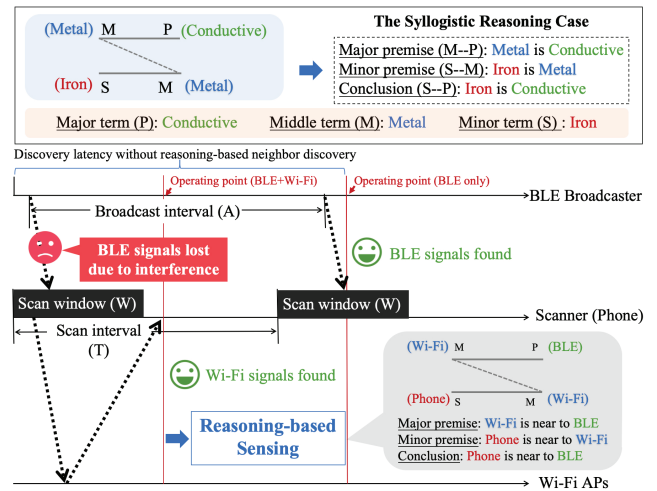 The Syllogistic Reasoning Case
(Metal) M P (Conductive)
(Iron) S M (Metal)
Major premise (M--P): Metal is Conductive
Minor premise (S--M): Iron is Metal
Conclusion (S--P): Iron is Conductive
Major term (P): Conductive Middle term (M): Metal Minor term (S) : Iron
Discovery latency without reasoning-based neighbor discovery
Operating point (BLE+Wi-Fi) Operating point (BLE only)
BLE Broadcaster
Broadcast interval (A)
BLE signals lost
due to interference
BLE signals found
Scan window (W) Scan window (W)
Scanner (Phone)
Scan interval
(T)
Wi-Fi signals found
Reasoning-based
Sensing
(Wi-Fi) M P (BLE)
(Phone) S M (Wi-Fi)
Major premise: Wi-Fi is near to BLE
Minor premise: Phone is near to Wi-Fi
Conclusion: Phone is near to BLE
Wi-Fi APs